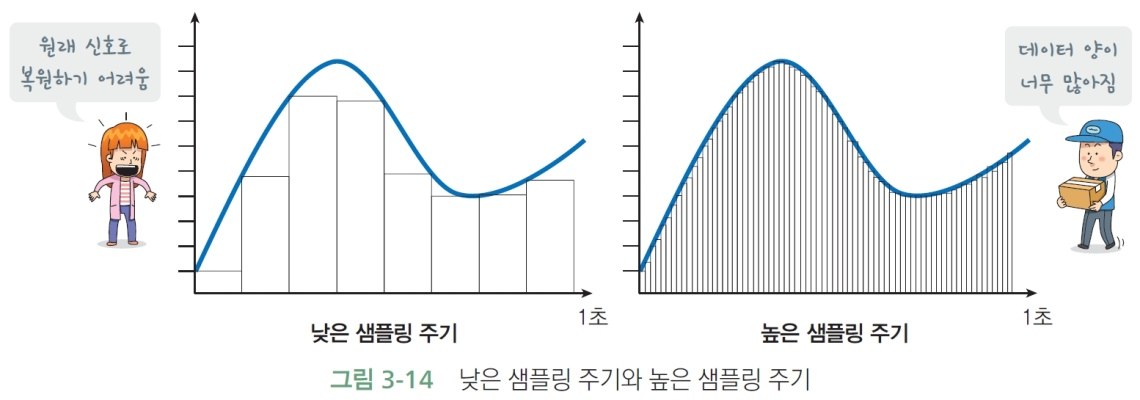 원래 신호로
복원하기 어려움
데이터 양이
너무 많아짐
1초
1초
낮은 샘플링 주기
높은 샘플링 주기
그림 3-14 낮은 샘플링 주기와 높은 샘플링 주기